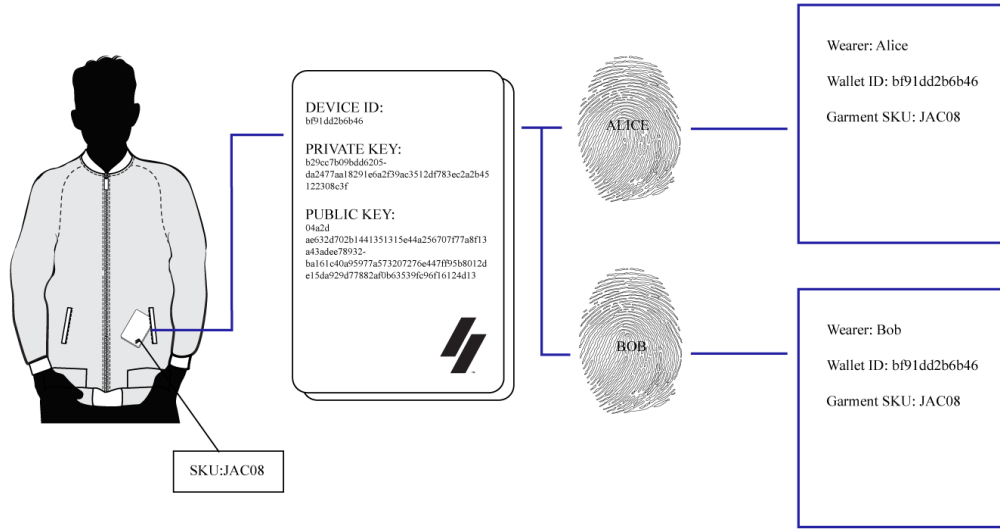 SKU:JAC08
DEVICE ID:
bf91dd2b6b46
PRIVATE KEY:
b29cc7b09bdd6205-
da2477aa18291e6a2f39ac3512df783ec2a2b45
122308c3f
PUBLIC KEY:
04a2d
ae632d702b1441351315e44a256707f77a8f13
a43adee78932-
ba161c40a95977a573207276e447ff95b8012d
e15da929d77882af0b63539fc96f16124d13
ALICE
BOB
Wearer: Alice
Wallet ID: bf91dd2b6b46
Garment SKU: JAC08
Wearer: Bob
Wallet ID: bf91dd2b6b46
Garment SKU: JAC08